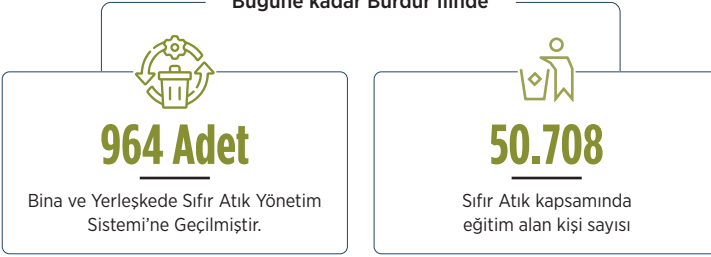 Bugüne kadar Burdur ilinde
964 Adet
Bina ve Yerleşkede Sıfır Atık Yönetim
Sistemi'ne Geçilmiştir.
50.708
Sıfır Atık kapsamında
eğitim alan kişi sayısı